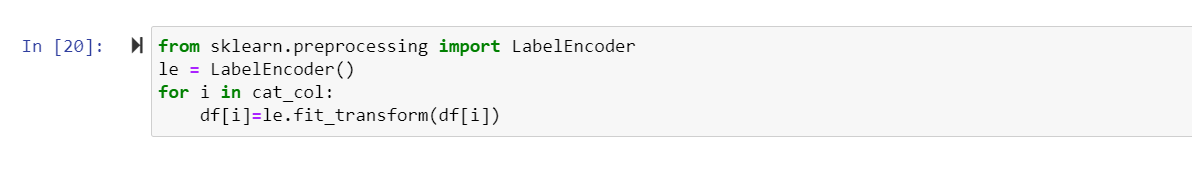 In [20]: from sklearn.preprocessing import LabelEncoder
le = LabelEncoder()
for i in cat_col:
    df[i]=le.fit_transform(df[i])